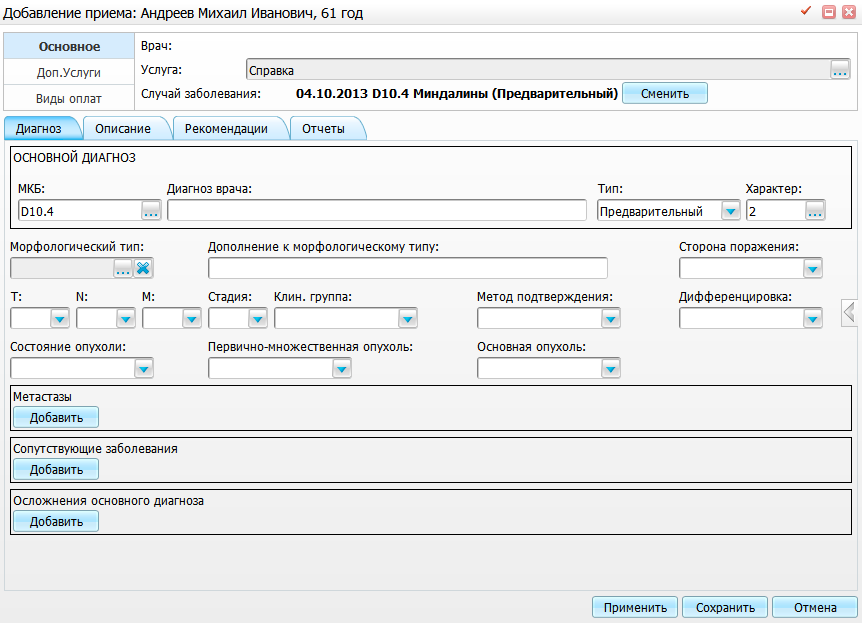 Добавление приема: Андреев Михаил Иванович, 61 год
Основное
Доп.Услуги
Виды оплат
Врач:
Услуга: Справка ...
Случай заболевания: 04.10.2013 D10.4 Миндалины (Предварительный) Сменить
Диагноз Описание Рекомендации Отчеты
ОСНОВНОЙ ДИАГНОЗ
МКБ: Диагноз врача: Тип: Характер:
D10.4 ... Предварительный 2 ...
Морфологический тип: Дополнение к морфологическому типу: Сторона поражения:
...
T: N: M: Стадия: Клин. группа: Метод подтверждения: Дифференцировка:
Состояние опухоли: Первично-множественная опухоль: Основная опухоль:
Метастазы
Добавить
Сопутствующие заболевания
Добавить
Осложнения основного диагноза
Добавить
Применить Сохранить Отмена